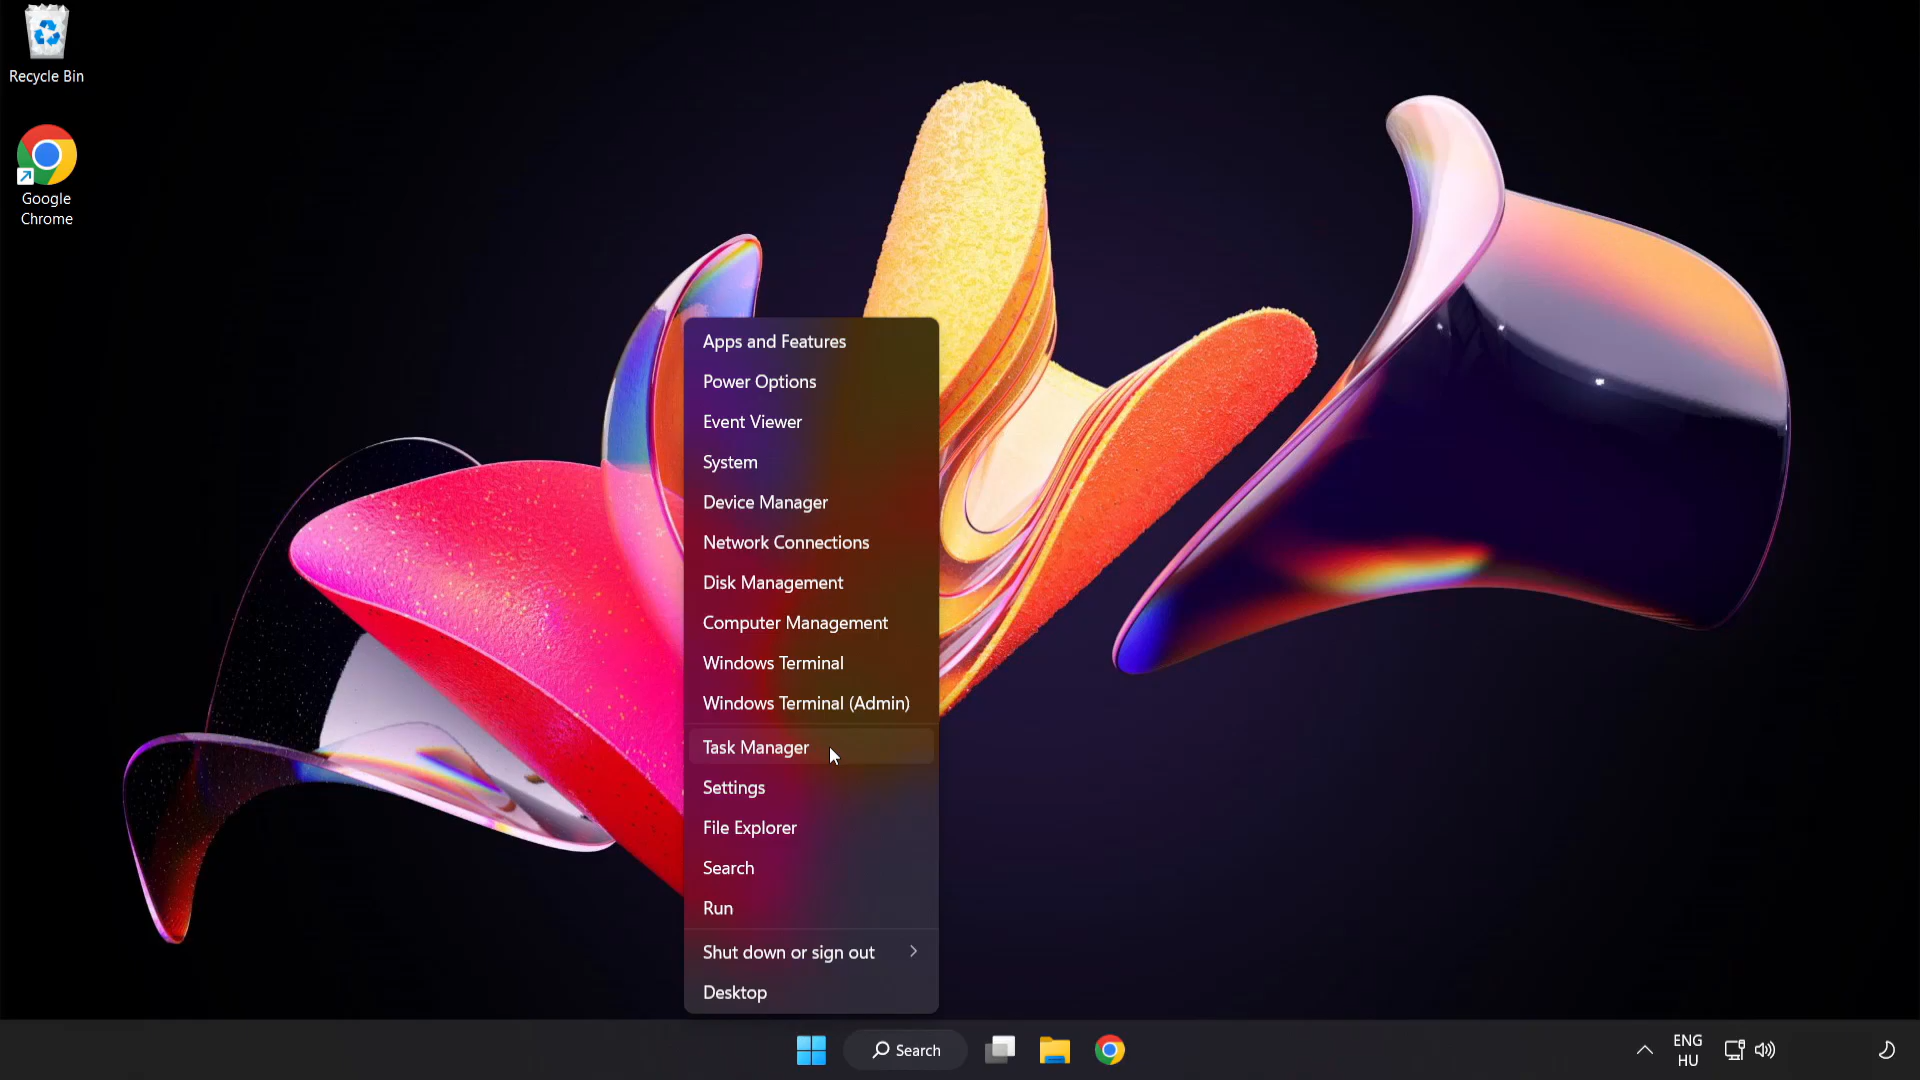 Recycle Bin
Google
Chrome
Apps and Features
Power Options
Event Viewer
System
Device Manager
Network Connections
Disk Management
Computer Management
Windows Terminal
Windows Terminal (Admin)
Task Manager
Settings
File Explorer
Search
Run
Shut down or sign out
Desktop
Search
ENG
HU